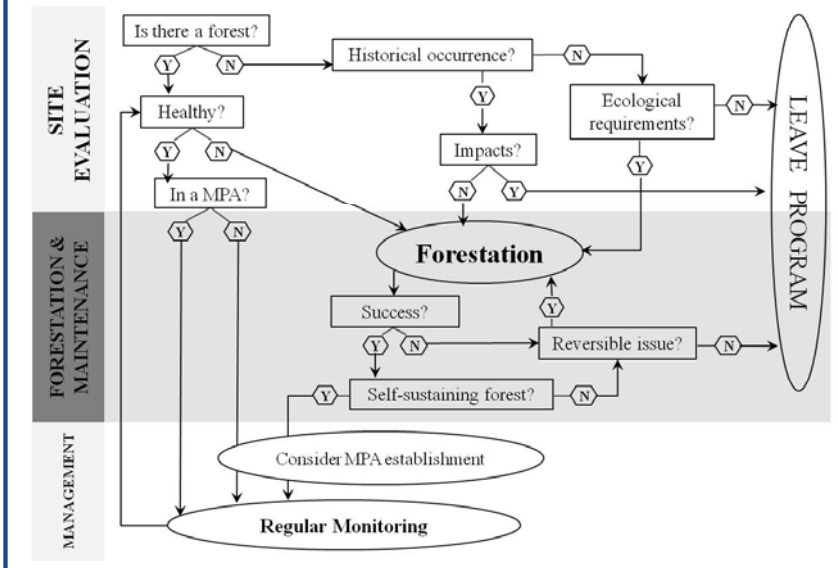 SITE
EVALUATION
Is there a forest?
Y
N
Historical occurrence?
N
Y
Healthy?
Y
N
Ecological
requirements?
N
Y
Impacts?
N
Y
In a MPA?
Y
N
LEAVE PROGRAM
FORESTATION &
MAINTENANCE
Forestation
Success?
Y
N
Y
Reversible issue?
N
Y
Self-sustaining forest?
N
MANAGEMENT
Consider MPA establishment
Regular Monitoring